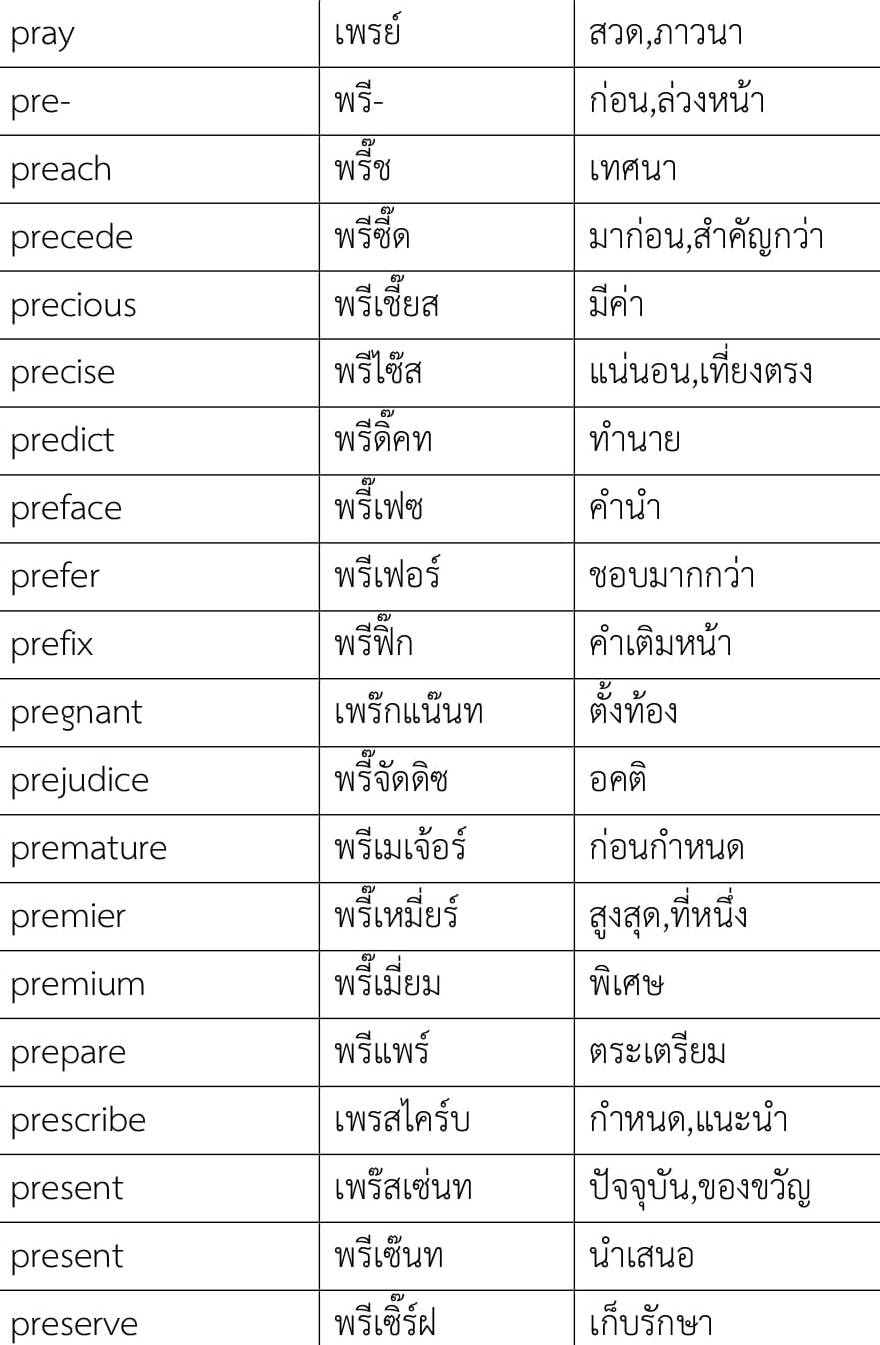 pray เพรย์ สวด,ภาวนา
pre- พรี- ก่อน,ล่วงหน้า
preach พรี๊ช เทศนา
precede พรีซี๊ด มาก่อน,สำคัญกว่า
precious พรีเชี๊ยส มีค่า
precise พรีไซ๊ส แน่นอน,เที่ยงตรง
predict พรีดิ๊คท ทำนาย
preface พรี๊เฟซ คำนำ
prefer พรีเฟอร์ ชอบมากกว่า
prefix พรีฟิ๊ก คำเติมหน้า
pregnant เพร๊กแน๊นท ตั้งท้อง
prejudice พรี๊จัดดิซ อคติ
premature พรีเมเจ้อร์ ก่อนกำหนด
premier พรี๊เหมี่ยร์ สูงสุด,ที่หนึ่ง
premium พรี๊เมี่ยม พิเศษ
prepare พรีแพร์ ตระเตรียม
prescribe เพรสไคร์บ กำหนด,แนะนำ
present เพร๊สเซ่นท ปัจจุบัน,ของขวัญ
present พรีเซ๊นท นำเสนอ
preserve พรีเซิ๊ร์ฝ เก็บรักษา